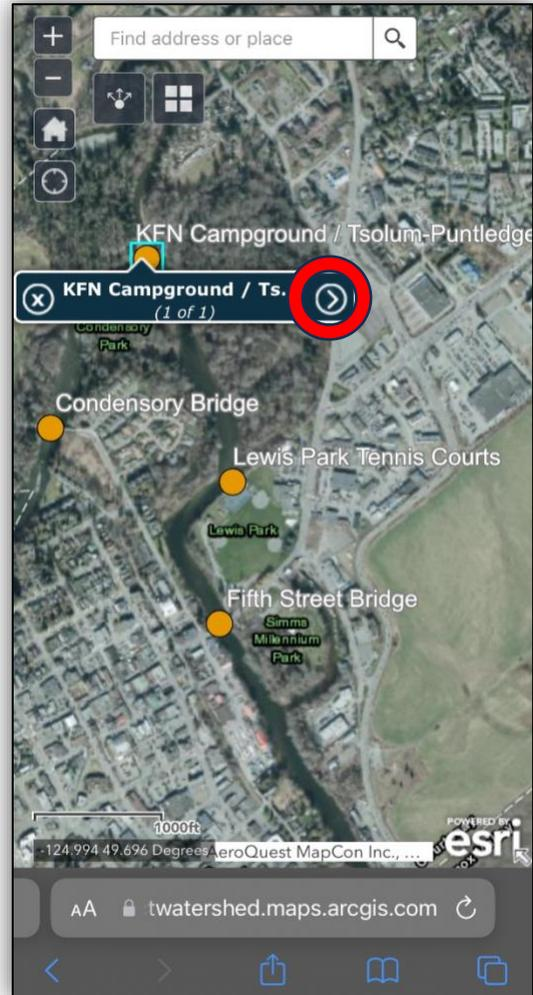 Find address or place
KFN Campground / Tsolum-Puntledge
KFN Campground / Ts.
(1 of 1)
Condensory
Park
Condensory Bridge
Lewis Park Tennis Courts
Lewis Park
Fifth Street Bridge
Simms
Millennium
Park
1000ft
-124.994 49.696 Degrees
AeroQuest MapCon Inc., ...
POWERED BY
esri
AA
twatershed.maps.arcgis.com